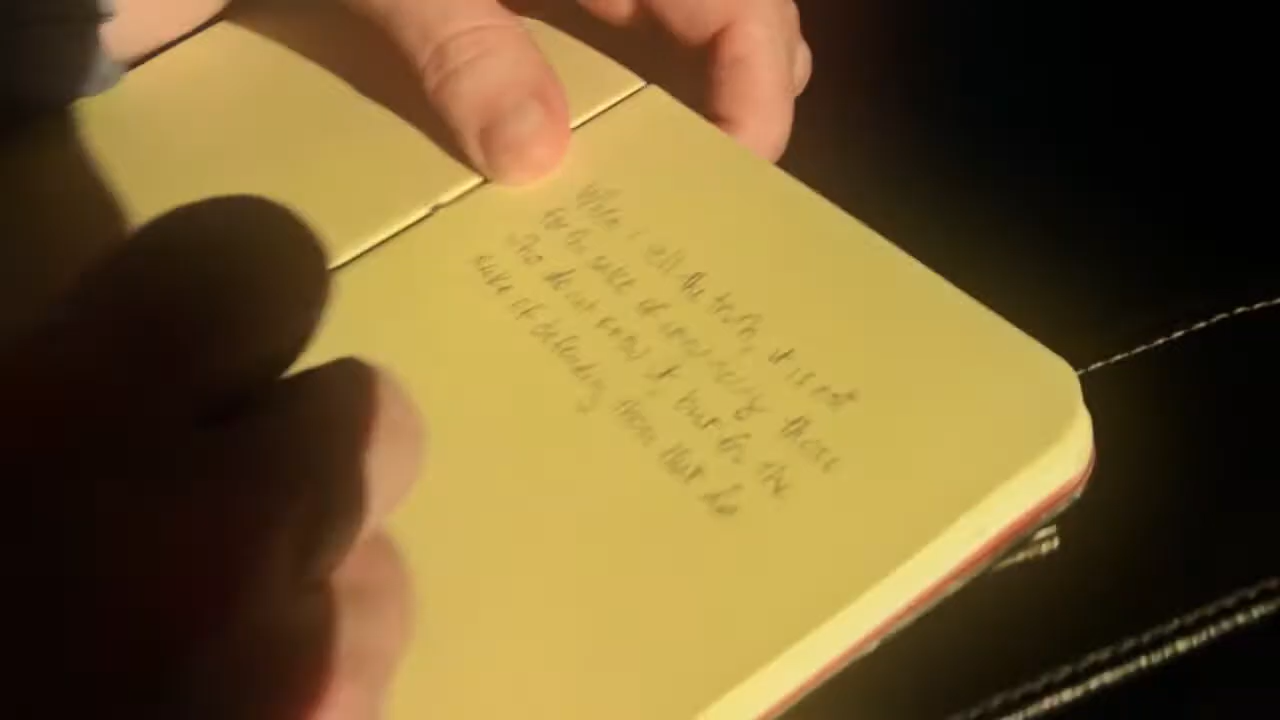 When i tell the truth, it is not
for the sake of convincing those
who do not know it but for the
sake of defending those that do